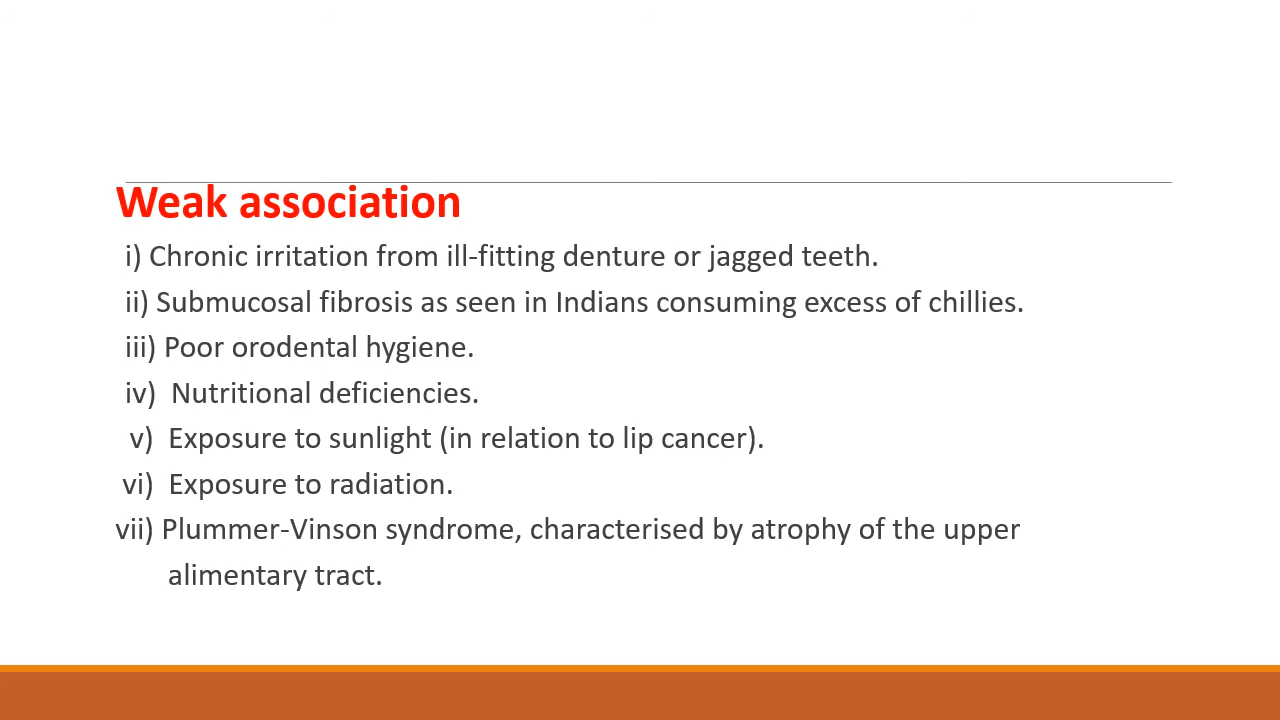 Weak association
i) Chronic irritation from ill-fitting denture or jagged teeth.
ii) Submucosal fibrosis as seen in Indians consuming excess of chillies.
iii) Poor orodental hygiene.
iv) Nutritional deficiencies.
v) Exposure to sunlight (in relation to lip cancer).
vi) Exposure to radiation.
vii) Plummer-Vinson syndrome, characterised by atrophy of the upper
alimentary tract.